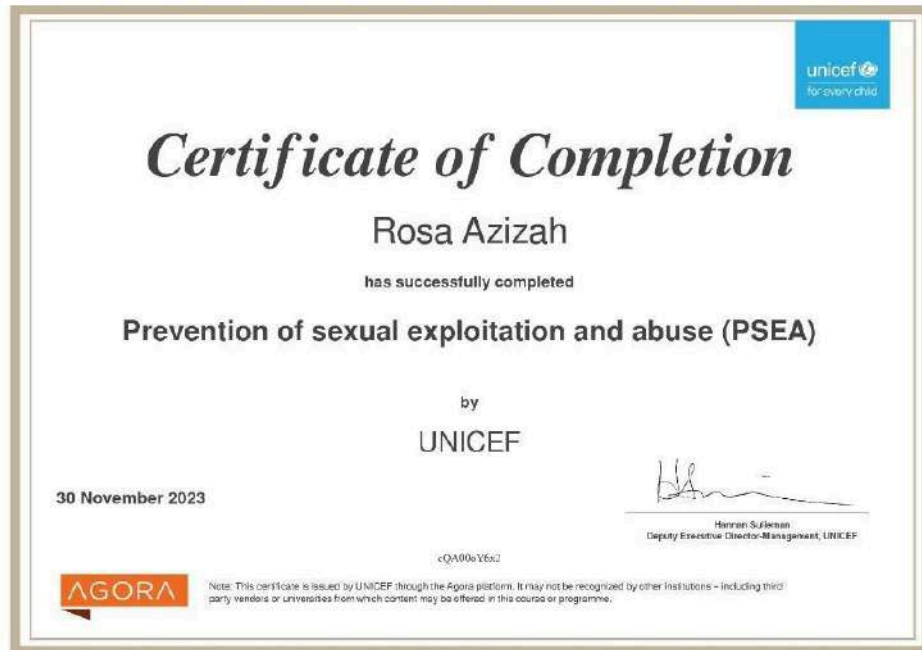 unicef
for every child
Certificate of Completion
Rosa Azizah
has successfully completed
Prevention of sexual exploitation and abuse (PSEA)
by
UNICEF
30 November 2023
Hannan Sulieman
Deputy Executive Director-Management, UNICEF
cQA00oY6x2
AGORA
Note: This certificate is issued by UNICEF through the Agora platform. It may not be recognized by other institutions – including third
party vendors or universities from which content may be offered in this course or programme.